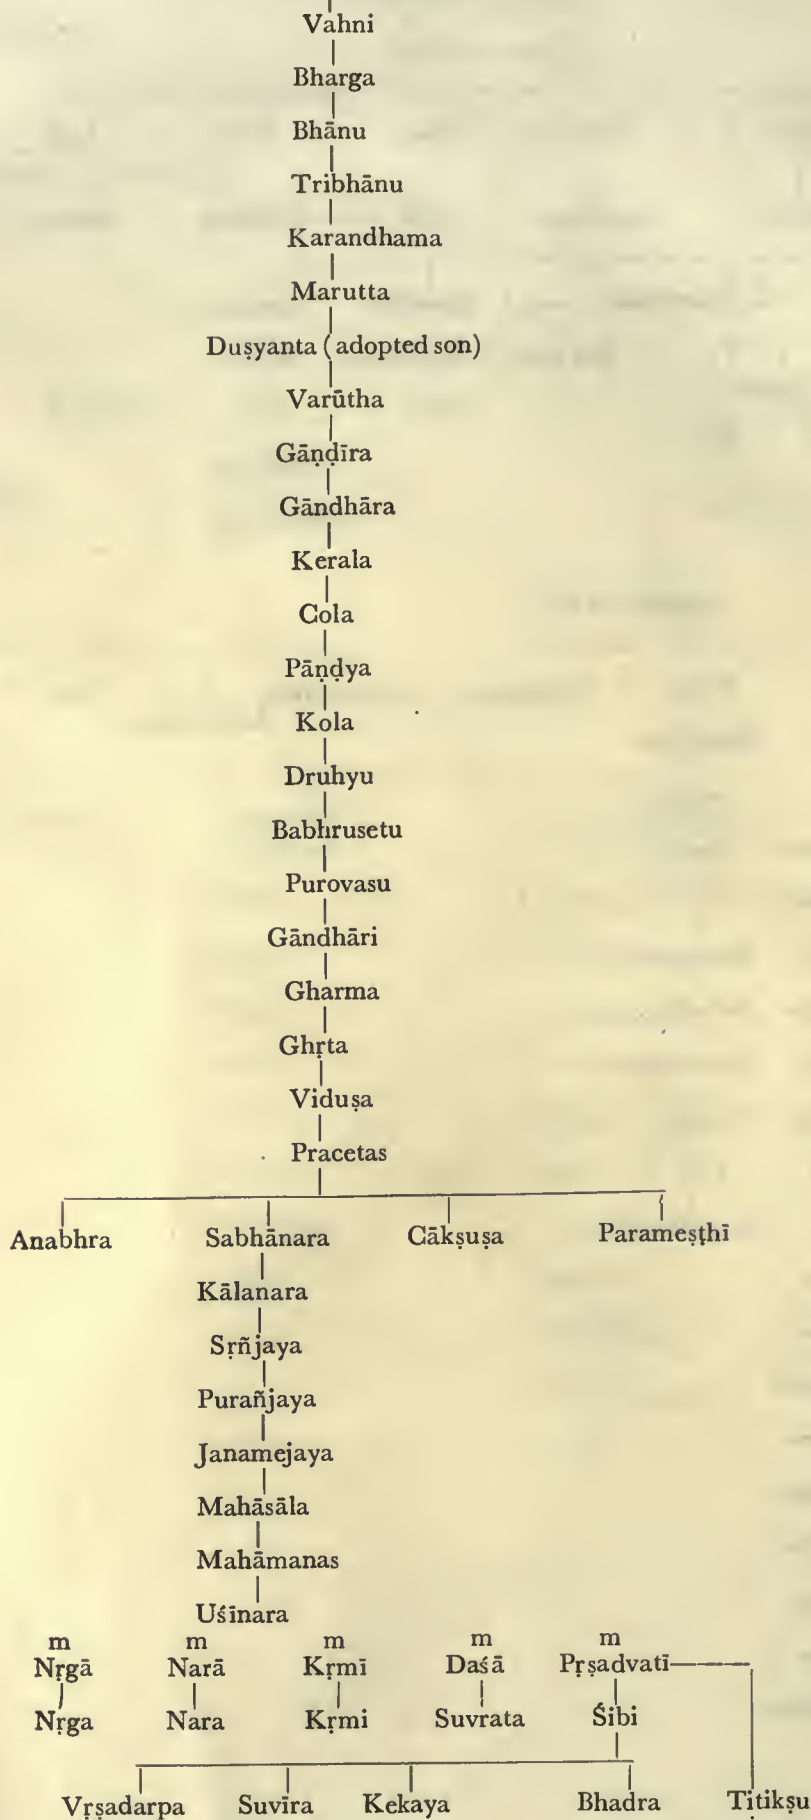 Vahni
Bharga
Bhānu
Tribhānu
Karandhama
Marutta
Duṣyanta (adopted son)
Varūtha
Gāṇḍīra
Gāndhāra
Kerala
Cola
Pāṇḍya
Kola
Druhyu
Babhrusetu
Purovasu
Gāndhāri
Gharma
Ghṛta
Viduṣa
Pracetas
Anabhra Sabhānara Cākṣuṣa Parameṣṭhī
Kālanara
Sṛñjaya
Purañjaya
Janamejaya
Mahāsāla
Mahāmanas
Uśīnara
m m m m m
Nṛgā Narā Kṛmī Daśā Pṛṣadvatī
Nṛga Nara Kṛmi Suvrata Śibi
Vṛṣadarpa Suvīra Kekaya Bhadra Titikṣu